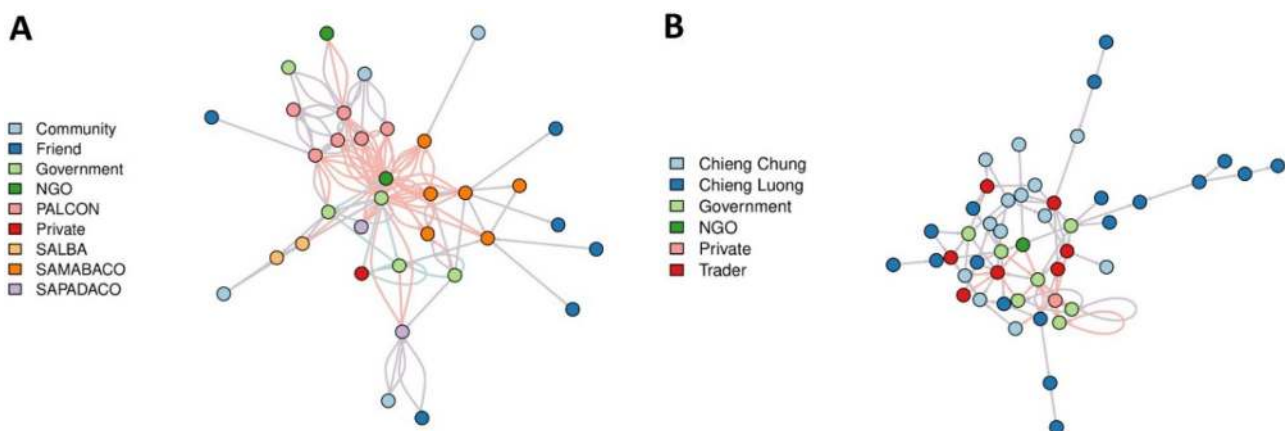 A
Community
Friend
Government
NGO
PALCON
Private
SALBA
SAMABACO
SAPADACO
B
Chieng Chung
Chieng Luong
Government
NGO
Private
Trader